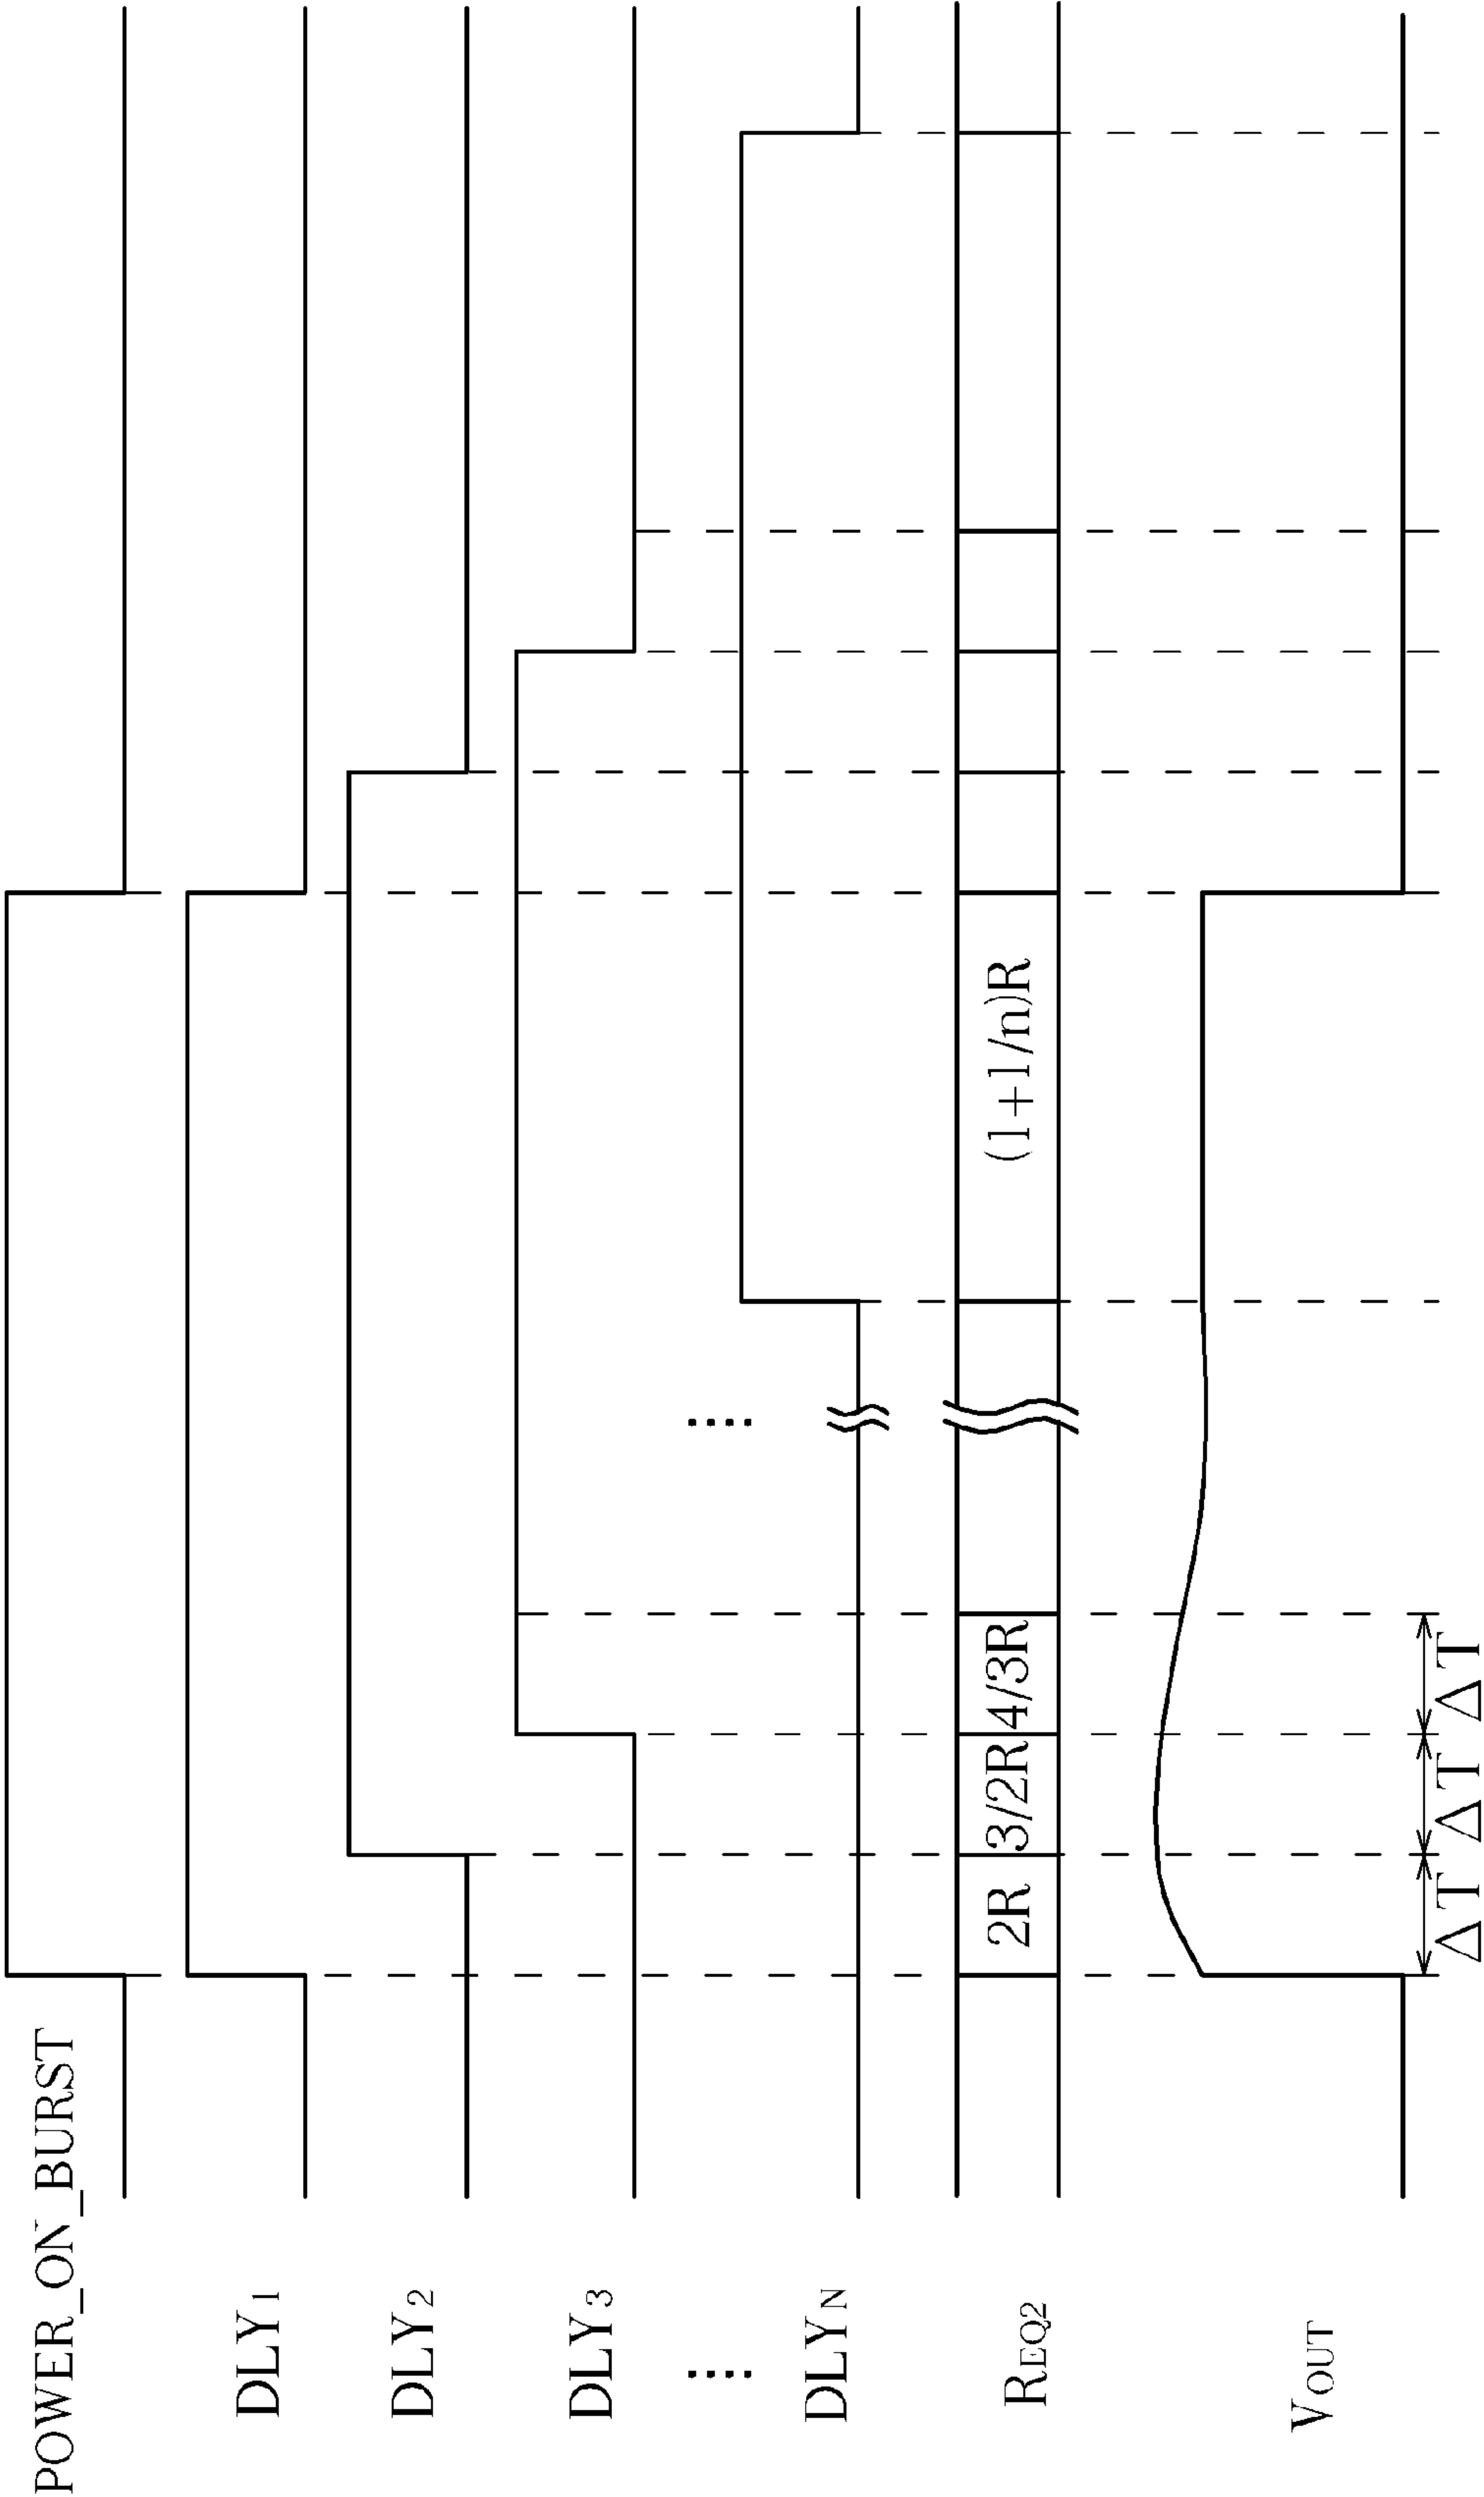 POWER_ON_BURST
DLY1
DLY2
DLY3
....
....
DLYN
REQ2
2R 3/2R 4/3R (1+1/n)R
VOUT
ΔT ΔT ΔT